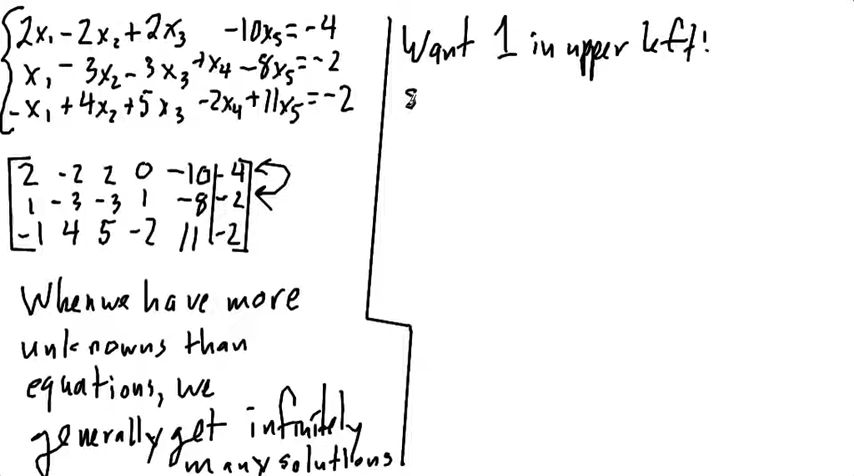 2x₁ - 2x₂ + 2x₃ -10x₅ = -4
x₁ - 3x₂ - 3x₃ + x₄ - 8x₅ = -2
-x₁ + 4x₂ + 5x₃ -2x₄ + 11x₅ = -2
2 -2 2 0 -10 | -4
1 -3 -3 1 -8 | -2
-1 4 5 -2 11 | -2
When we have more
unknowns than
equations, we
generally get infinitely
many solutions
Want 1 in upper left!